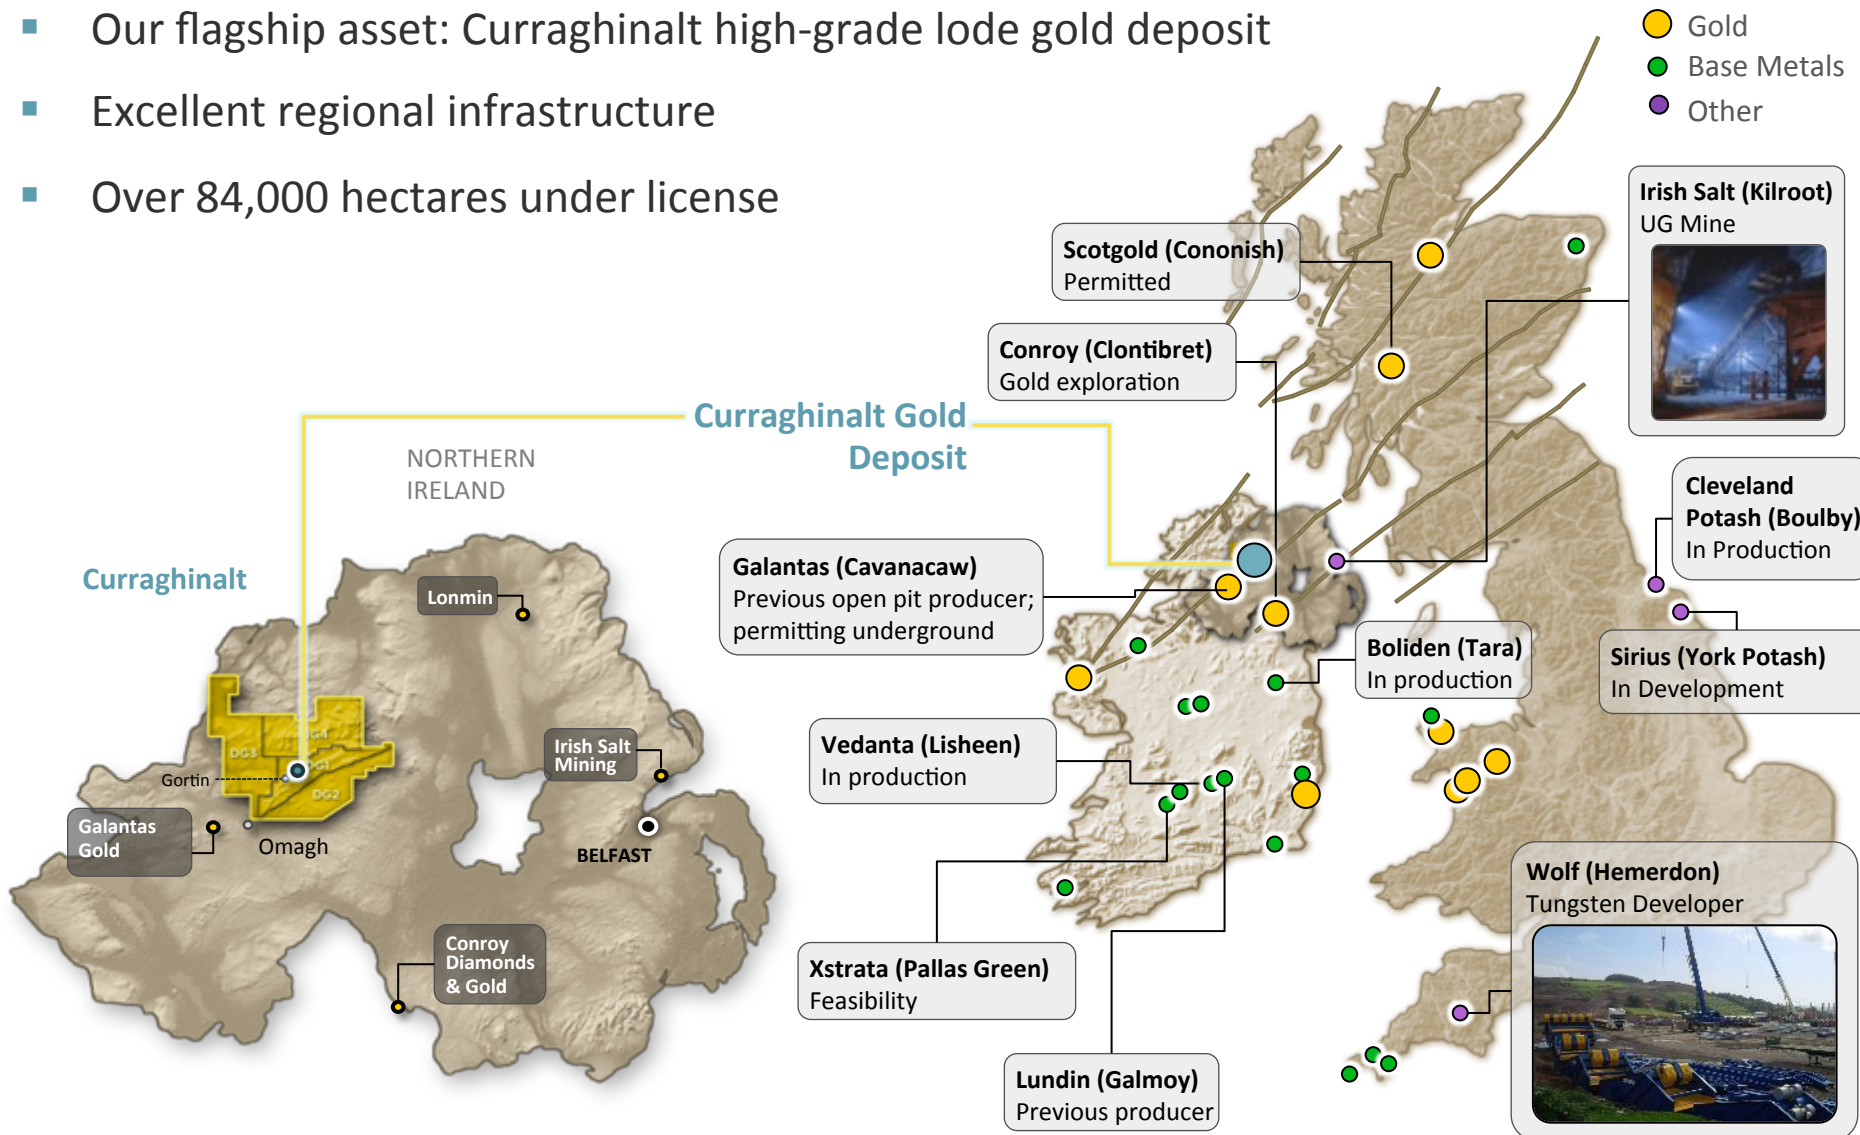 Our flagship asset: Curraghinalt high-grade lode gold deposit
Excellent regional infrastructure
Over 84,000 hectares under license
Gold
Base Metals
Other
Irish Salt (Kilroot)
UG Mine
Scotgold (Cononish)
Permitted
Conroy (Clontibret)
Gold exploration
Curraghinalt Gold
Deposit
NORTHERN
IRELAND
Cleveland
Potash (Boulby)
In Production
Galantas (Cavanacaw)
Previous open pit producer;
permitting underground
Curraghinalt
Lonmin
Boliden (Tara)
In production
Sirius (York Potash)
In Development
DG3
DG4
DG1
DG2
Gortin
Irish Salt
Mining
Vedanta (Lisheen)
In production
Galantas
Gold
Omagh
BELFAST
Wolf (Hemerdon)
Tungsten Developer
Conroy
Diamonds
& Gold
Xstrata (Pallas Green)
Feasibility
Lundin (Galmoy)
Previous producer